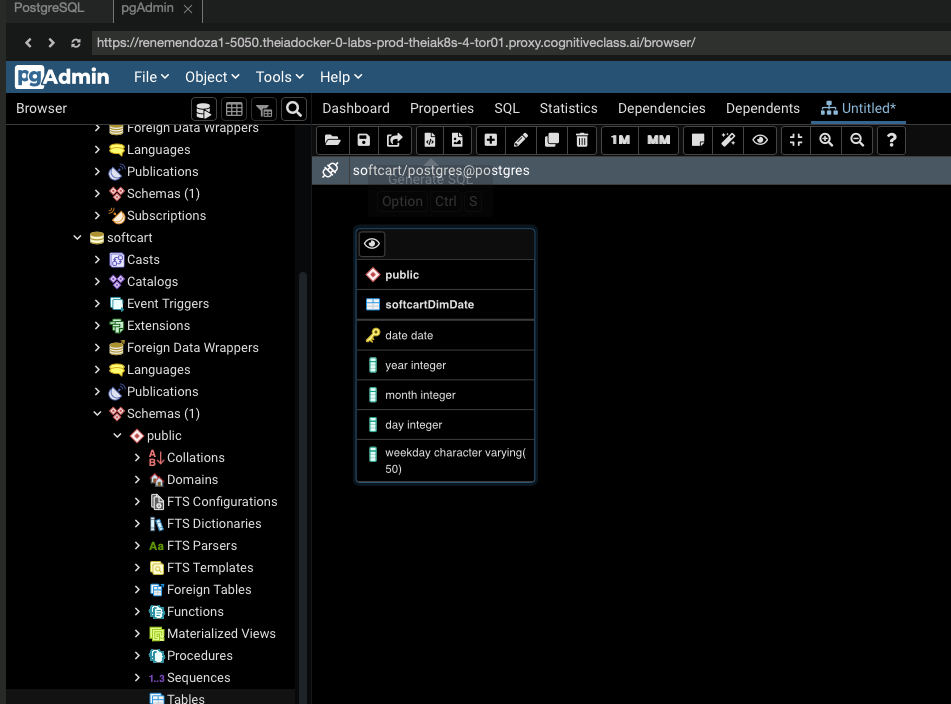 PostgreSQL
pgAdmin
https://renemendoza1-5050.theiadocker-0-labs-prod-theiak8s-4-tor01.proxy.cognitiveclass.ai/browser/
pgAdmin File Object Tools Help
Browser
Dashboard Properties SQL Statistics Dependencies Dependents Untitled*
1M MM ?
softcart/postgres@postgres
Generate SQL
Option Ctrl S
Foreign Data Wrappers
Languages
Publications
Schemas (1)
Subscriptions
softcart
Casts
Catalogs
Event Triggers
Extensions
Foreign Data Wrappers
Languages
Publications
Schemas (1)
public
A
B
Collations
Domains
FTS Configurations
FTS Dictionaries
Aa FTS Parsers
FTS Templates
Foreign Tables
Functions
Materialized Views
Procedures
1..3 Sequences
Tables
public
softcartDimDate
date date
year integer
month integer
day integer
weekday character varying(
50)